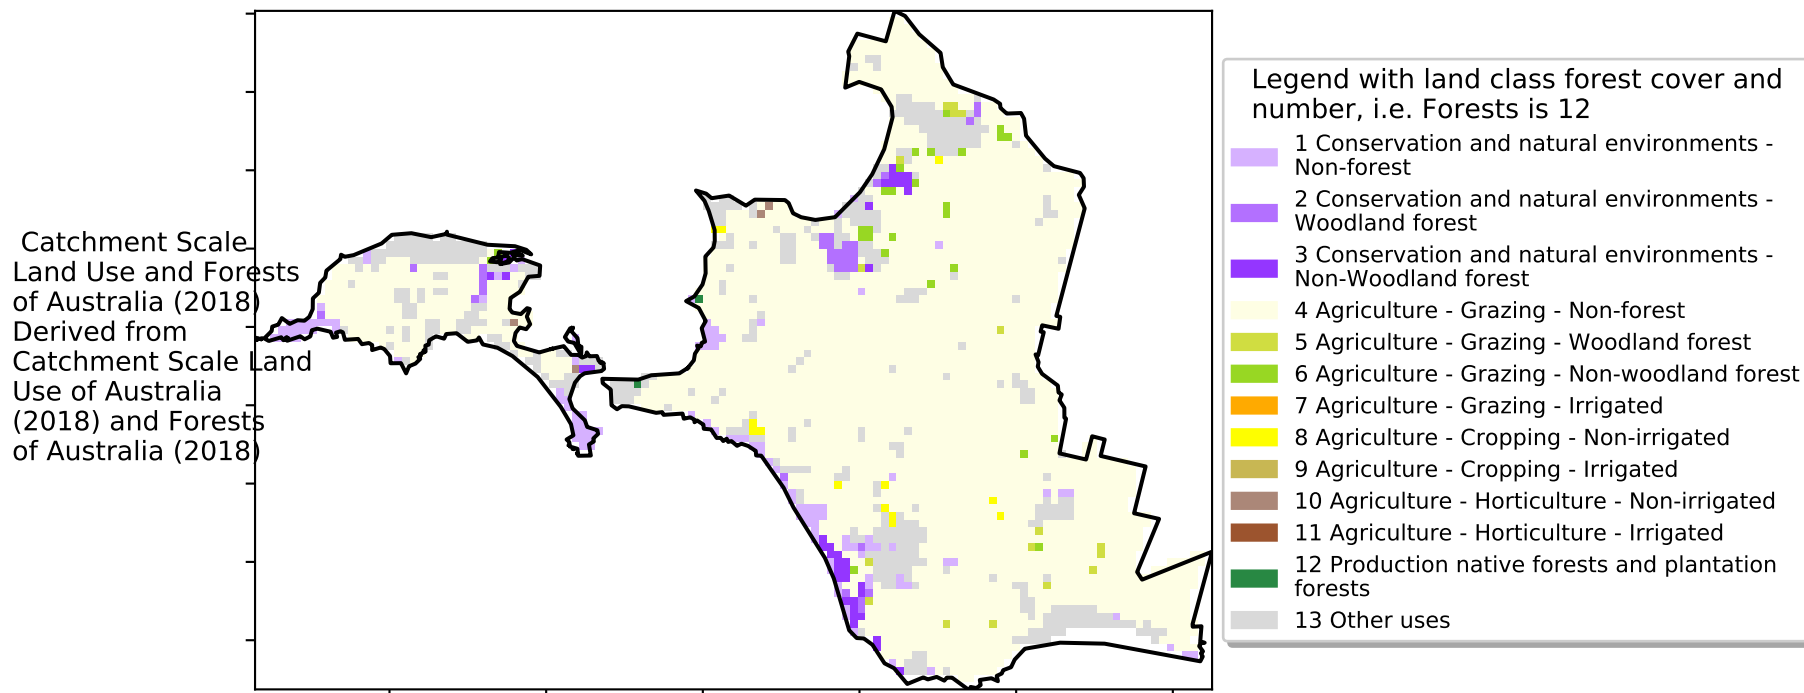 Catchment Scale
Land Use and Forests
of Australia (2018)
Derived from
Catchment Scale Land
Use of Australia
(2018) and Forests
of Australia (2018)
Legend with land class forest cover and
number, i.e. Forests is 12
1 Conservation and natural environments -
Non-forest
2 Conservation and natural environments -
Woodland forest
3 Conservation and natural environments -
Non-Woodland forest
4 Agriculture - Grazing - Non-forest
5 Agriculture - Grazing - Woodland forest
6 Agriculture - Grazing - Non-woodland forest
7 Agriculture - Grazing - Irrigated
8 Agriculture - Cropping - Non-irrigated
9 Agriculture - Cropping - Irrigated
10 Agriculture - Horticulture - Non-irrigated
11 Agriculture - Horticulture - Irrigated
12 Production native forests and plantation
forests
13 Other uses